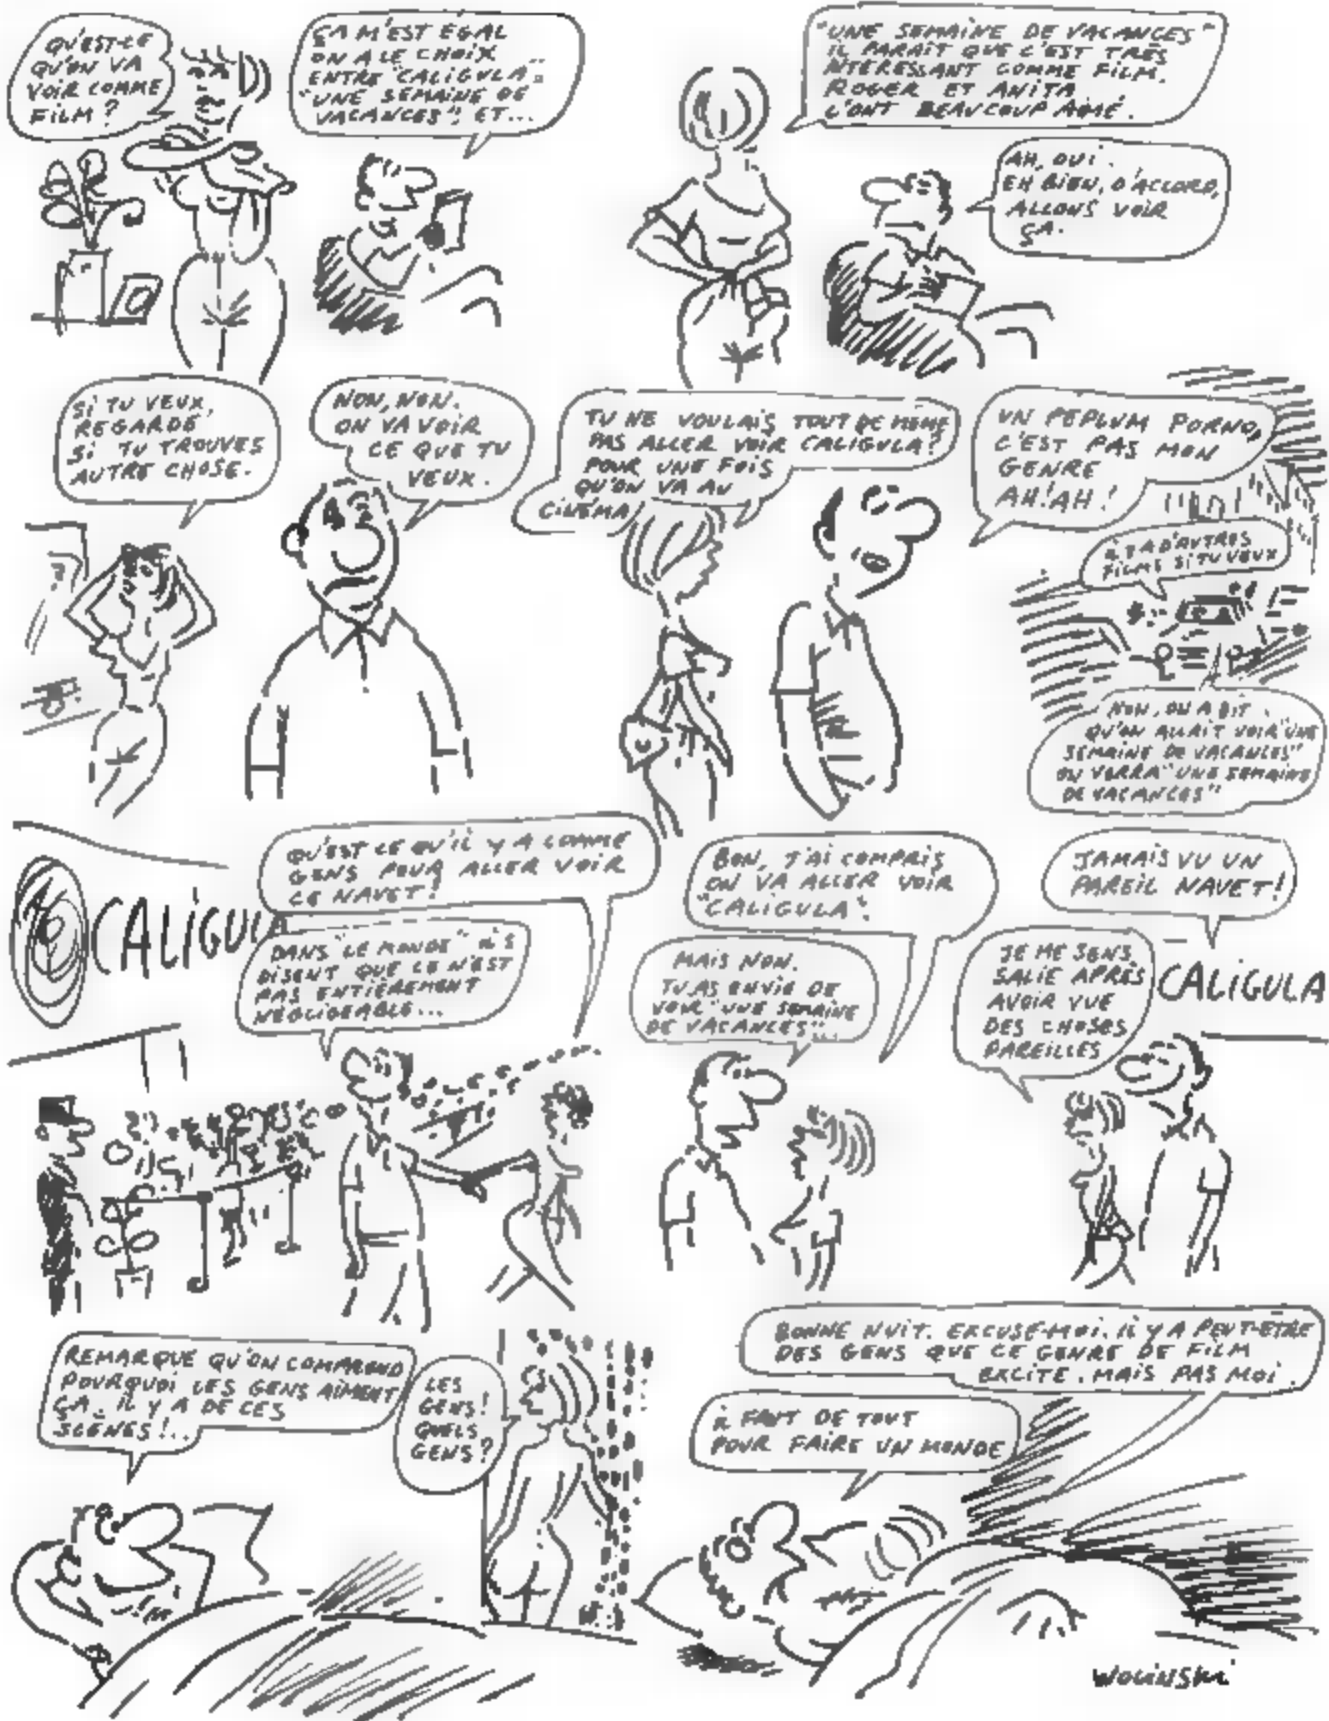 QU'EST-CE
QU'ON VA
VOIR COMME
FILM ?
ÇA M'EST ÉGAL
ON A LE CHOIX
ENTRE "CALIGULA",
"UNE SEMAINE DE
VACANCES", ET...
"UNE SEMAINE DE VACANCES"
IL PARAIT QUE C'EST TRÈS
INTERESSANT COMME FILM.
ROGER ET ANITA
L'ONT BEAUCOUP AIMÉ.
AH, OUI.
EH BIEN, D'ACCORD,
ALLONS VOIR
ÇA.
SI TU VEUX,
REGARDE
SI TU TROUVES
AUTRE CHOSE.
NON, NON.
ON VA VOIR
CE QUE TU
VEUX.
TU NE VOULAIS TOUT DE MÊME
PAS ALLER VOIR CALIGULA?
POUR UNE FOIS
QU'ON VA AU
CINÉMA
UN PEPLUM PORNO,
C'EST PAS MON
GENRE
AH! AH!
IL Y A D'AUTRES
FILMS SI TU VEUX
NON, ON A DIT
QU'ON ALLAIT VOIR "UNE
SEMAINE DE VACANCES"
ON VERRA "UNE SEMAINE
DE VACANCES"
CALIGULA
QU'EST CE QU'IL Y A COMME
GENS POUR ALLER VOIR
CE NAVET!
DANS "LE MONDE" ILS
DISENT QUE CE N'EST
PAS ENTIÈREMENT
NÉGLIGEABLE...
BON, J'AI COMPRIS
ON VA ALLER VOIR
"CALIGULA".
MAIS NON.
TU AS ENVIE DE
VOIR "UNE SEMAINE
DE VACANCES"...
JAMAIS VU UN
PAREIL NAVET!
JE ME SENS
SALIE APRÈS
AVOIR VUE
DES CHOSES
PAREILLES
CALIGULA
REMARQUE QU'ON COMPREND
POURQUOI LES GENS AIMENT
ÇA. IL Y A DE CES
SCÈNES!..
LES
GENS!
QUELS
GENS?
BONNE NUIT. EXCUSE-MOI. IL Y A PEUT-ÊTRE
DES GENS QUE CE GENRE DE FILM
EXCITE. MAIS PAS MOI.
IL FAUT DE TOUT
POUR FAIRE UN MONDE
WOLINSKI